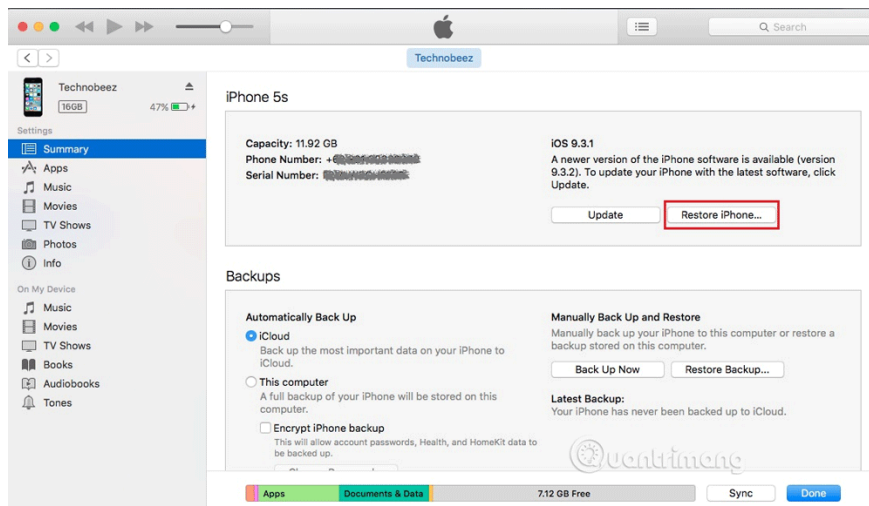 Search
Technobeez
Technobeez
16GB
47%
Settings
Summary
Apps
Music
Movies
TV Shows
Photos
Info
On My Device
Music
Movies
TV Shows
Books
Audiobooks
Tones
iPhone 5s
Capacity: 11.92 GB
Phone Number: +
Serial Number:
iOS 9.3.1
A newer version of the iPhone software is available (version
9.3.2). To update your iPhone with the latest software, click
Update.
Update
Restore iPhone...
Backups
Automatically Back Up
iCloud
Back up the most important data on your iPhone to
iCloud.
This computer
A full backup of your iPhone will be stored on this
computer.
Encrypt iPhone backup
This will allow account passwords, Health, and HomeKit data to
be backed up.
Manually Back Up and Restore
Manually back up your iPhone to this computer or restore a
backup stored on this computer.
Back Up Now
Restore Backup...
Latest Backup:
Your iPhone has never been backed up to iCloud.
Quantrimang
Apps
Documents & Data
7.12 GB Free
Sync
Done